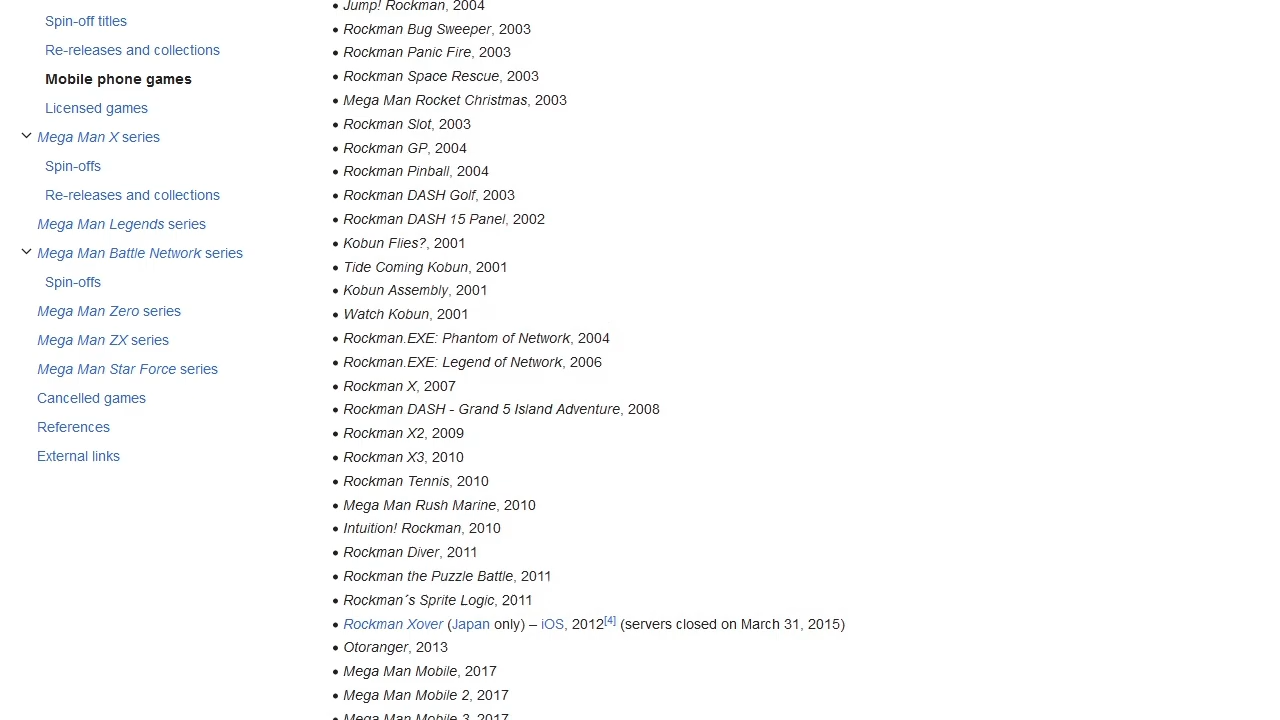 Spin-off titles
Re-releases and collections
Mobile phone games
Licensed games
Mega Man X series
Spin-offs
Re-releases and collections
Mega Man Legends series
Mega Man Battle Network series
Spin-offs
Mega Man Zero series
Mega Man ZX series
Mega Man Star Force series
Cancelled games
References
External links
• Jump! Rockman, 2004
• Rockman Bug Sweeper, 2003
• Rockman Panic Fire, 2003
• Rockman Space Rescue, 2003
• Mega Man Rocket Christmas, 2003
• Rockman Slot, 2003
• Rockman GP, 2004
• Rockman Pinball, 2004
• Rockman DASH Golf, 2003
• Rockman DASH 15 Panel, 2002
• Kobun Flies?, 2001
• Tide Coming Kobun, 2001
• Kobun Assembly, 2001
• Watch Kobun, 2001
• Rockman.EXE: Phantom of Network, 2004
• Rockman.EXE: Legend of Network, 2006
• Rockman X, 2007
• Rockman DASH - Grand 5 Island Adventure, 2008
• Rockman X2, 2009
• Rockman X3, 2010
• Rockman Tennis, 2010
• Mega Man Rush Marine, 2010
• Intuition! Rockman, 2010
• Rockman Diver, 2011
• Rockman the Puzzle Battle, 2011
• Rockman´s Sprite Logic, 2011
• Rockman Xover (Japan only) – iOS, 2012[4] (servers closed on March 31, 2015)
• Otoranger, 2013
• Mega Man Mobile, 2017
• Mega Man Mobile 2, 2017
• Mega Man Mobile 3, 2017